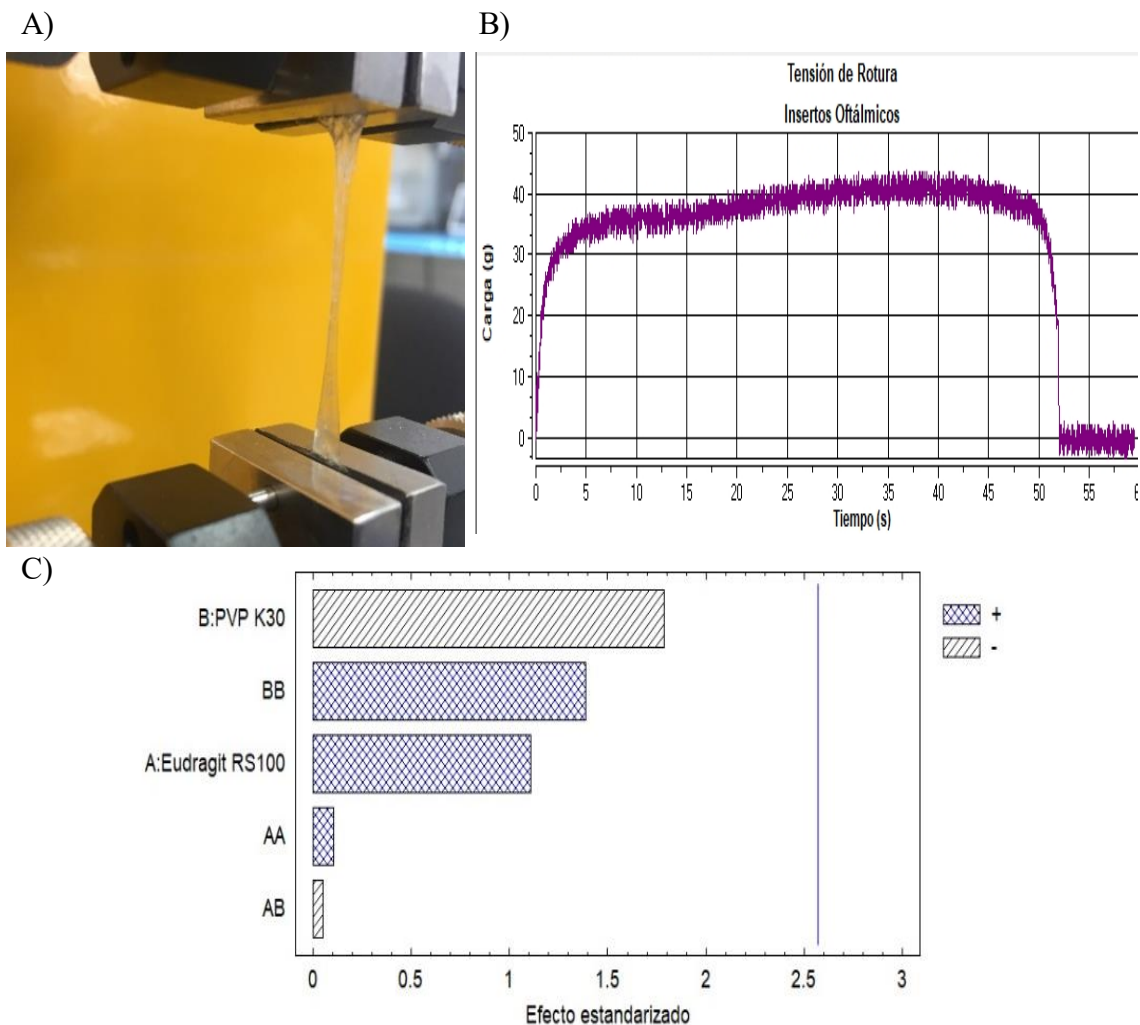 A)
B)
Tensión de Rotura
Insertos Oftálmicos
50
40
30
20
10
0
Carga (g)
0 5 10 15 20 25 30 35 40 45 50 55 6
Tiempo (s)
C)
B:PVP K30
BB
A:Eudragit RS100
AA
AB
+
-
0 0.5 1 1.5 2 2.5 3
Efecto estandarizado